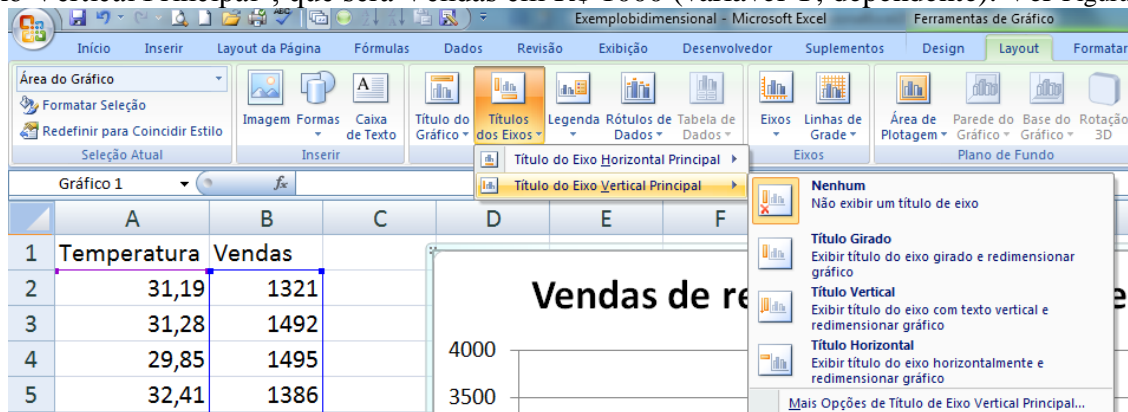 Exemplobidimensional - Microsoft Excel
Ferramentas de Gráfico
Início Inserir Layout da Página Fórmulas Dados Revisão Exibição Desenvolvedor Suplementos Design Layout Formatar
Área do Gráfico
Formatar Seleção
Redefinir para Coincidir Estilo
Seleção Atual
Imagem Formas Caixa de Texto
Inserir
Título do Gráfico Títulos dos Eixos Legenda Rótulos de Dados Tabela de Dados
Eixos Linhas de Grade
Eixos
Área de Plotagem Parede do Gráfico Base do Gráfico Rotação 3D
Plano de Fundo
Título do Eixo Horizontal Principal
Título do Eixo Vertical Principal
Nenhum
Não exibir um título de eixo
Título Girado
Exibir título do eixo girado e redimensionar
gráfico
Título Vertical
Exibir título do eixo com texto vertical e
redimensionar gráfico
Título Horizontal
Exibir título do eixo horizontalmente e
redimensionar gráfico
Mais Opções de Título de Eixo Vertical Principal...
Gráfico 1 fx
A B C D E F
1 Temperatura Vendas
2 31,19 1321
3 31,28 1492
4 29,85 1495
5 32,41 1386
Vendas de re
4000
3500